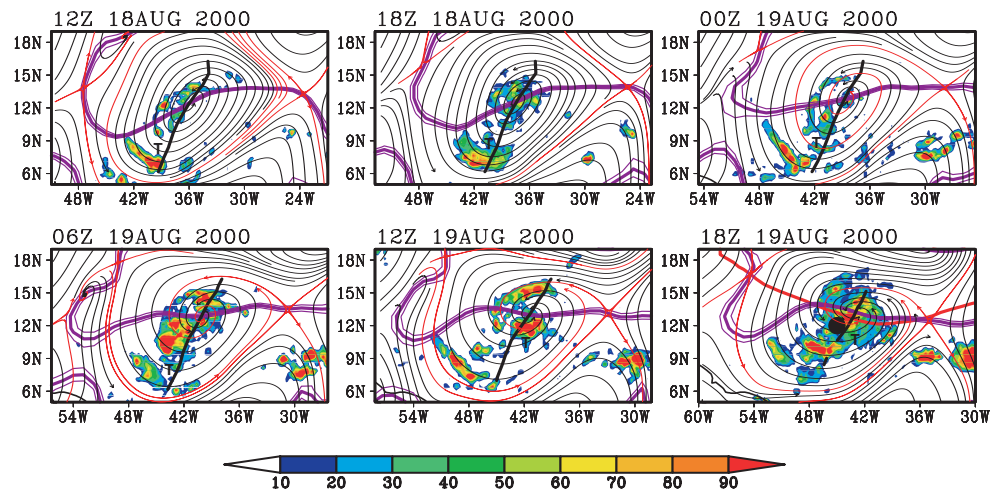 12Z 18AUG 2000
18Z 18AUG 2000
00Z 19AUG 2000
18N
15N
12N
9N
6N
T
48W 42W 36W 30W 24W
18N
15N
12N
9N
6N
T
48W 42W 36W 30W 24W
18N
15N
12N
9N
6N
T
54W 48W 42W 36W 30W
06Z 19AUG 2000
12Z 19AUG 2000
18Z 19AUG 2000
18N
15N
12N
9N
6N
T
54W 48W 42W 36W 30W
18N
15N
12N
9N
6N
T
54W 48W 42W 36W 30W
18N
15N
12N
9N
6N
60W 54W 48W 42W 36W 30W
10 20 30 40 50 60 70 80 90